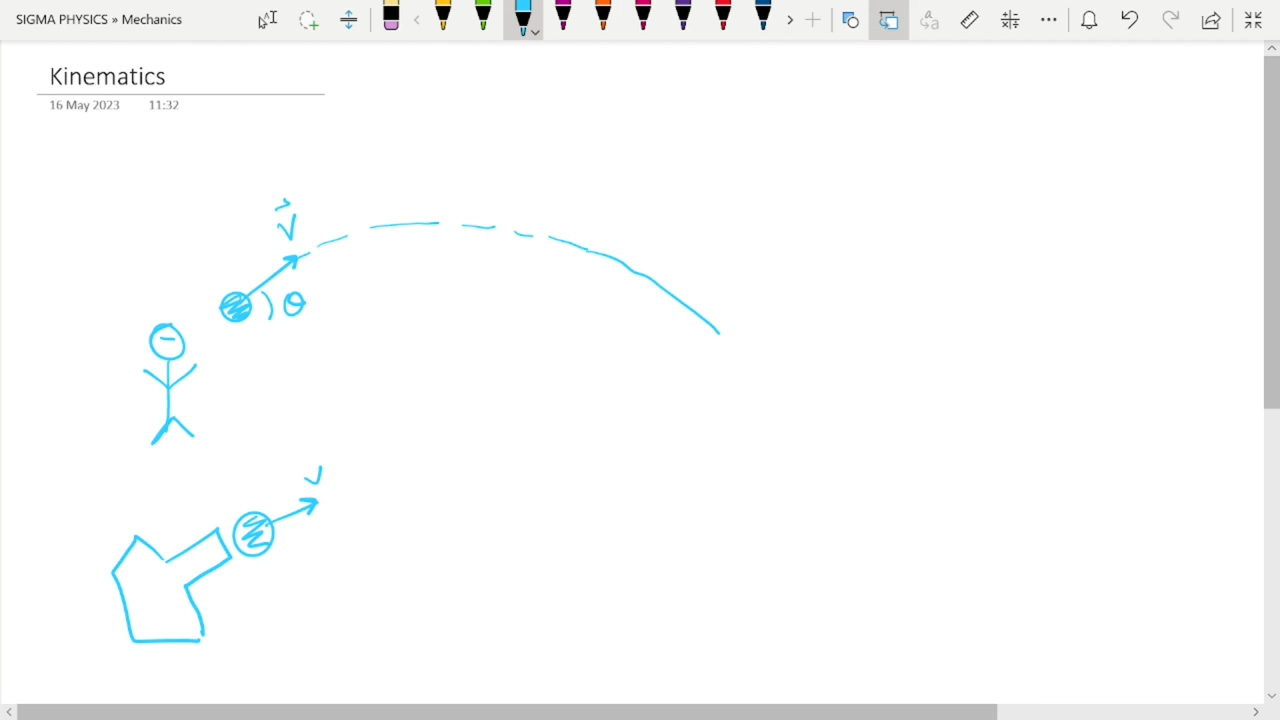 SIGMA PHYSICS » Mechanics
Kinematics
16 May 2023 11:32
v⃗
θ
v